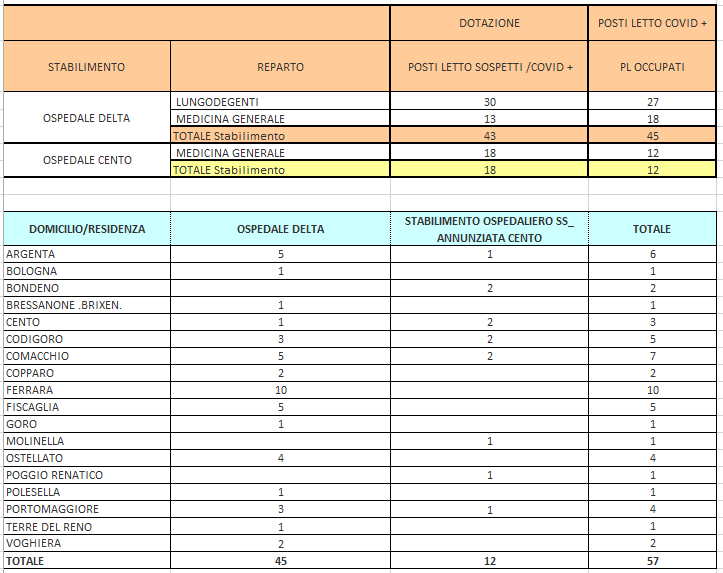 DOTAZIONE POSTI LETTO COVID +
STABILIMENTO REPARTO POSTI LETTO SOSPETTI /COVID + PL OCCUPATI
OSPEDALE DELTA
LUNGODEGENTI 30 27
MEDICINA GENERALE 13 18
TOTALE Stabilimento 43 45
OSPEDALE CENTO
MEDICINA GENERALE 18 12
TOTALE Stabilimento 18 12
DOMICILIO/RESIDENZA OSPEDALE DELTA STABILIMENTO OSPEDALIERO SS_
ANNUNZIATA CENTO TOTALE
ARGENTA 5 1 6
BOLOGNA 1 1
BONDENO 2 2
BRESSANONE .BRIXEN. 1 1
CENTO 1 2 3
CODIGORO 3 2 5
COMACCHIO 5 2 7
COPPARO 2 2
FERRARA 10 10
FISCAGLIA 5 5
GORO 1 1
MOLINELLA 1 1
OSTELLATO 4 4
POGGIO RENATICO 1 1
POLESELLA 1 1
PORTOMAGGIORE 3 1 4
TERRE DEL RENO 1 1
VOGHIERA 2 2
TOTALE 45 12 57